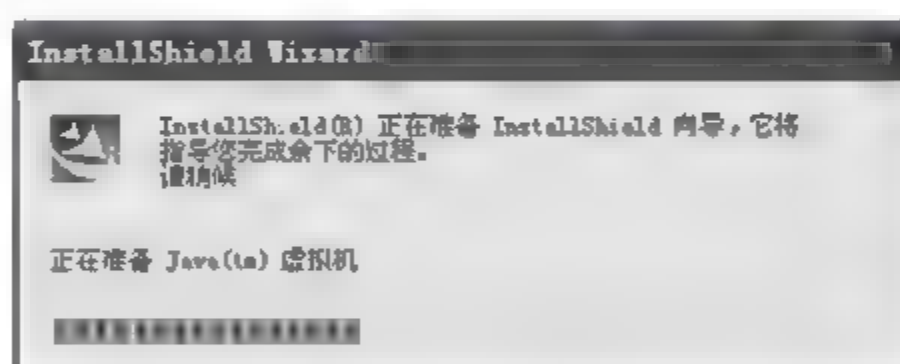 InstallShield Wizard
InstallShield(R) 正在准备 InstallShield 向导，它将
指导您完成余下的过程。
请稍候
正在准备 Java(tm) 虚拟机